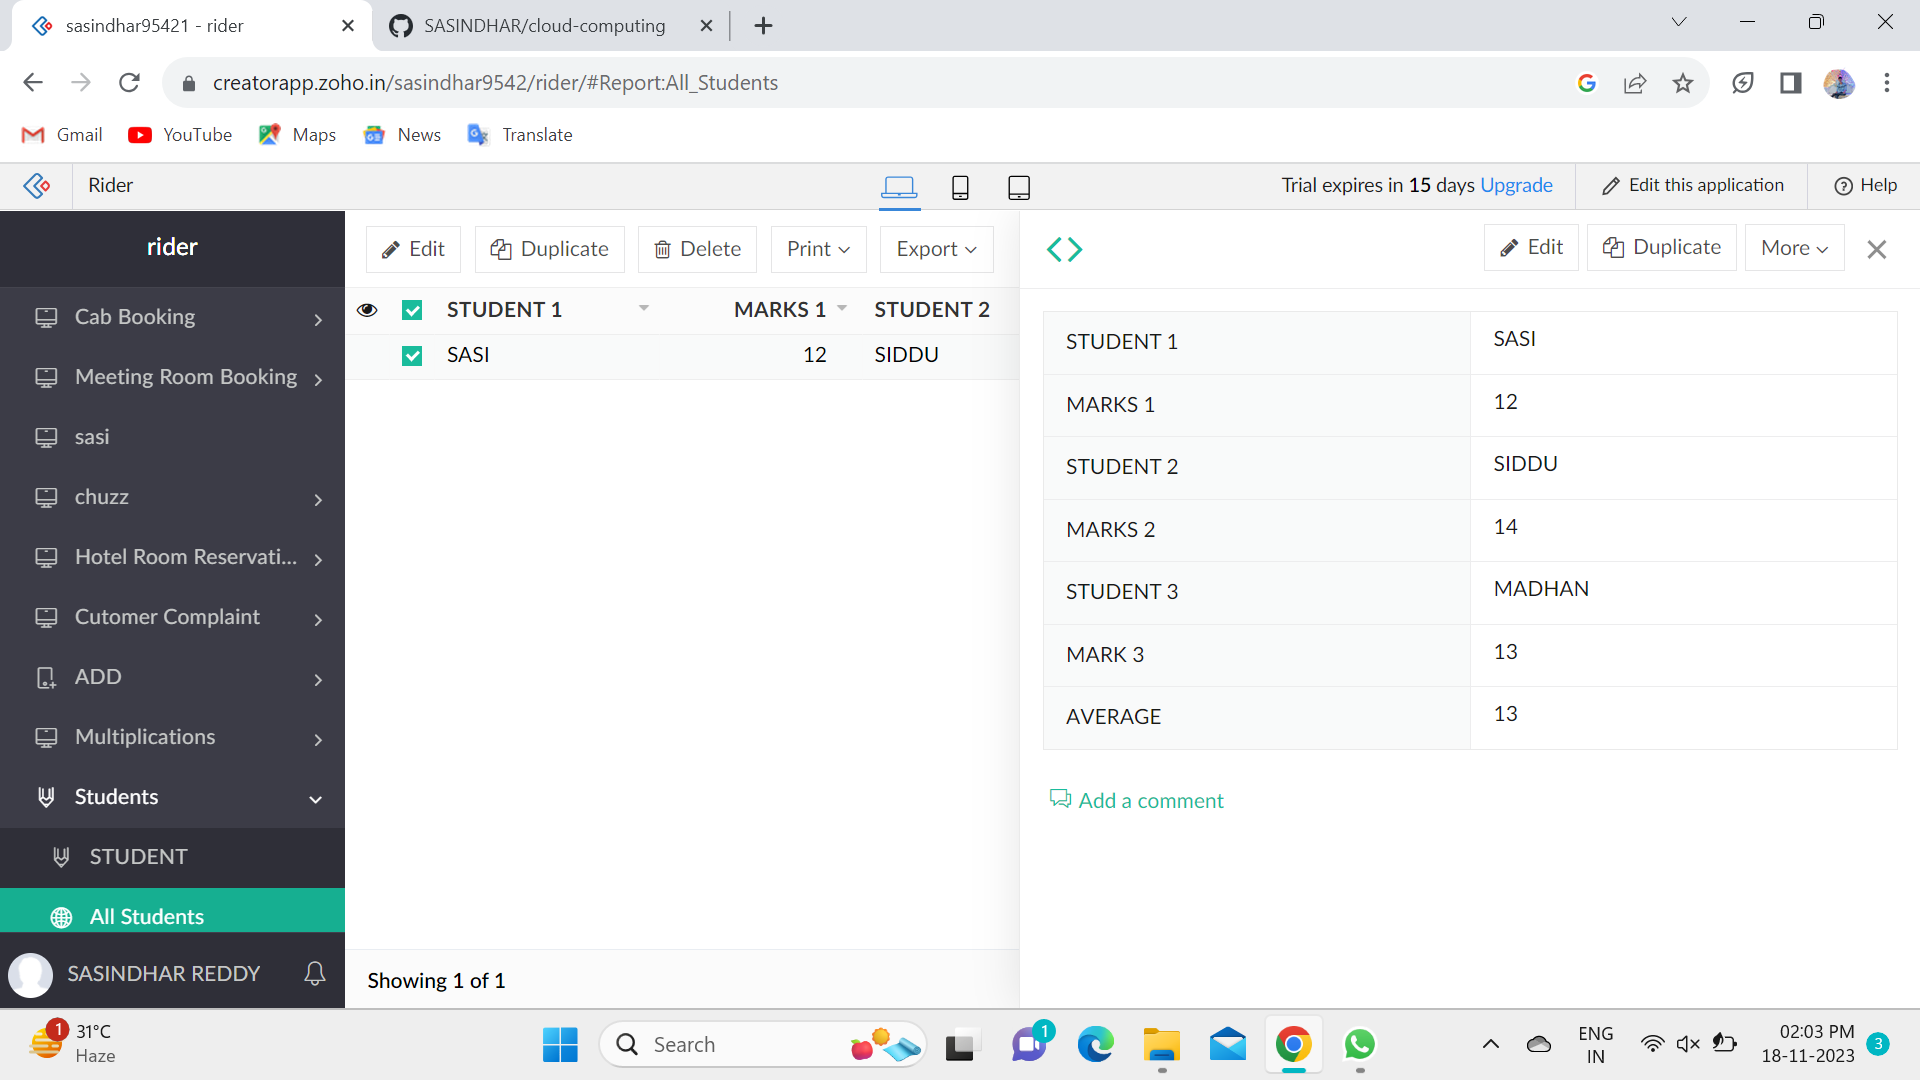 sasindhar95421 - rider
SASINDHAR/cloud-computing
creatorapp.zoho.in/sasindhar9542/rider/#Report:All_Students
Gmail
YouTube
Maps
News
Translate
Rider
Trial expires in 15 days Upgrade
Edit this application
Help
rider
Cab Booking
Meeting Room Booking
sasi
chuzz
Hotel Room Reservati...
Cutomer Complaint
ADD
Multiplications
Students
STUDENT
All Students
SASINDHAR REDDY
Edit
Duplicate
Delete
Print
Export
STUDENT 1
MARKS 1
STUDENT 2
SASI
12
SIDDU
Showing 1 of 1
Edit
Duplicate
More
STUDENT 1
SASI
MARKS 1
12
STUDENT 2
SIDDU
MARKS 2
14
STUDENT 3
MADHAN
MARK 3
13
AVERAGE
13
Add a comment
1
31°C
Haze
Search
1
ENG
IN
02:03 PM
18-11-2023
3